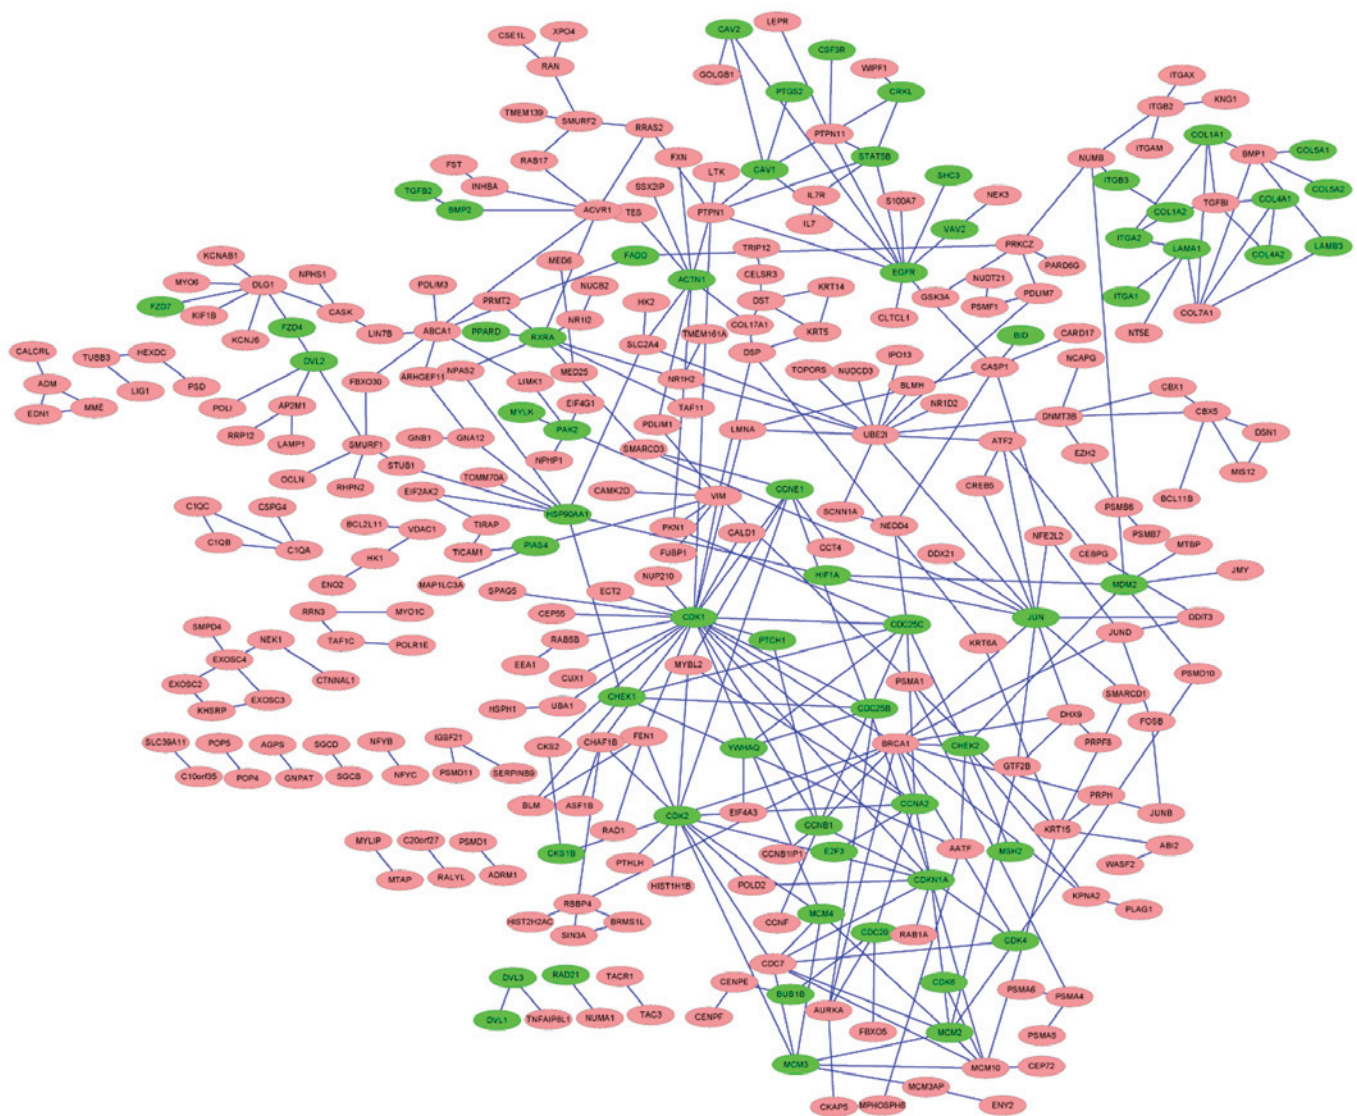 LEPR
XPO4
CSE1L
CAV2
CSF3R
RAN
GOLGB1
WIPF1
ITGAX
PTGS2
CRKL
ITGB2
KNG1
TMEM139
SMURF2
RRAS2
PTPN11
COL1A1
ITGAM
BMP1
COL5A1
RAB17
FXN
STAT5B
NUMB
FST
LTK
CAV1
SHC3
ITGB3
COL5A2
TGFB2
INHBA
SSX2IP
IL7R
S100A7
NEK3
TGFBI
COL4A1
BMP2
ACVR1
TES
PTPN1
IL7
VAV2
COL1A2
ITGA2
LAMA1
LAMB3
COL4A2
PRKCZ
TRIP12
FADD
MED6
PARD6G
KCNAB1
NPHS1
ACTN1
CELSR3
EGFR
NUDT21
MYO6
DLG1
PDLIM3
PRMT2
NUCB2
HK2
DST
KRT14
GSK3A
PDLIM7
ITGA1
FZD7
KIF1B
CASK
NR1I2
PSMF1
CLTCL1
NT5E
COL7A1
KCNJ6
FZD4
LIN7B
ABCA1
PPARD
RXRA
COL17A1
KRT5
TMEM161A
SLC2A4
DSP
BID
CARD17
CALCRL
TUBB3
HEXDC
DVL2
NCAPG
IPO13
CASP1
ADM
LIG1
PSD
FBXO30
ARHGEF11
NPAS2
LIMK1
MED25
NR1H2
TOPORS
NUDCD3
BLMH
CBX1
EDN1
MME
POLI
AP2M1
MYLK
EIF4G1
PDLIM1
TAF11
NR1D2
DNMT3B
CBX5
RRP12
LAMP1
PAK2
LMNA
UBE2I
DSN1
GNB1
GNA12
SMURF1
NPHP1
SMARCD3
ATF2
EZH2
MIS12
OCLN
RHPN2
STUB1
TOMM70A
CAMK2D
VIM
CCNE1
CREB5
BCL11B
C1QC
CSPG4
EIF2AK2
HSP90AA1
SCNN1A
NEDD4
PSMB6
BCL2L11
VDAC1
TIRAP
PKN1
CALD1
NFE2L2
PSMB7
C1QB
C1QA
TICAM1
PIAS4
FUBP1
CCT4
DDX21
CEBPG
MTBP
HK1
MAP1LC3A
NUP210
HIF1A
MDM2
JMY
ENO2
SPAG5
ECT2
RRN3
MYO1C
CEP55
CDK1
CDC25C
JUN
DDIT3
SMPD4
TAF1C
POLR1E
RAB5B
PTCH1
KRT6A
JUND
NEK1
EXOSC4
EEA1
MYBL2
PSMD10
EXOSC2
CTNNAL1
CUX1
PSMA1
SMARCD1
EXOSC3
KHSRP
HSPH1
UBA1
CHEK1
CDC25B
FOSB
DHX9
SLC39A11
POP5
AGPS
SGCD
NFYB
IGSF21
CKS2
CHAF1B
FEN1
YWHAQ
BRCA1
CHEK2
PRPF8
C10orf35
POP4
GNPAT
SGCB
NFYC
PSMD11
SERPINB9
GTF2B
BLM
ASF1B
CDK2
EIF4A3
CCNA2
PRPH
JUNB
RAD1
CCNB1
KRT15
MYLIP
C20orf27
PSMD1
CKS1B
PTHLH
CCNB1IP1
E2F3
AATF
MSH2
ABI2
MTAP
RALYL
ADRM1
HIST1H1B
POLD2
CDKN1A
WASF2
KPNA2
RBBP4
PLAG1
HIST2H2AC
BRMS1L
CCNF
MCM4
SIN3A
CDC20
RAB1A
CDK4
CDC7
DVL3
RAD21
TACR1
CENPE
CDK6
PSMA6
PSMA4
BUB1B
DVL1
TNFAIP8L1
NUMA1
TAC3
CENPF
AURKA
FBXO5
MCM2
PSMA5
MCM3
MCM10
CEP72
MCM3AP
CKAP5
MPHOSPH6
ENY2